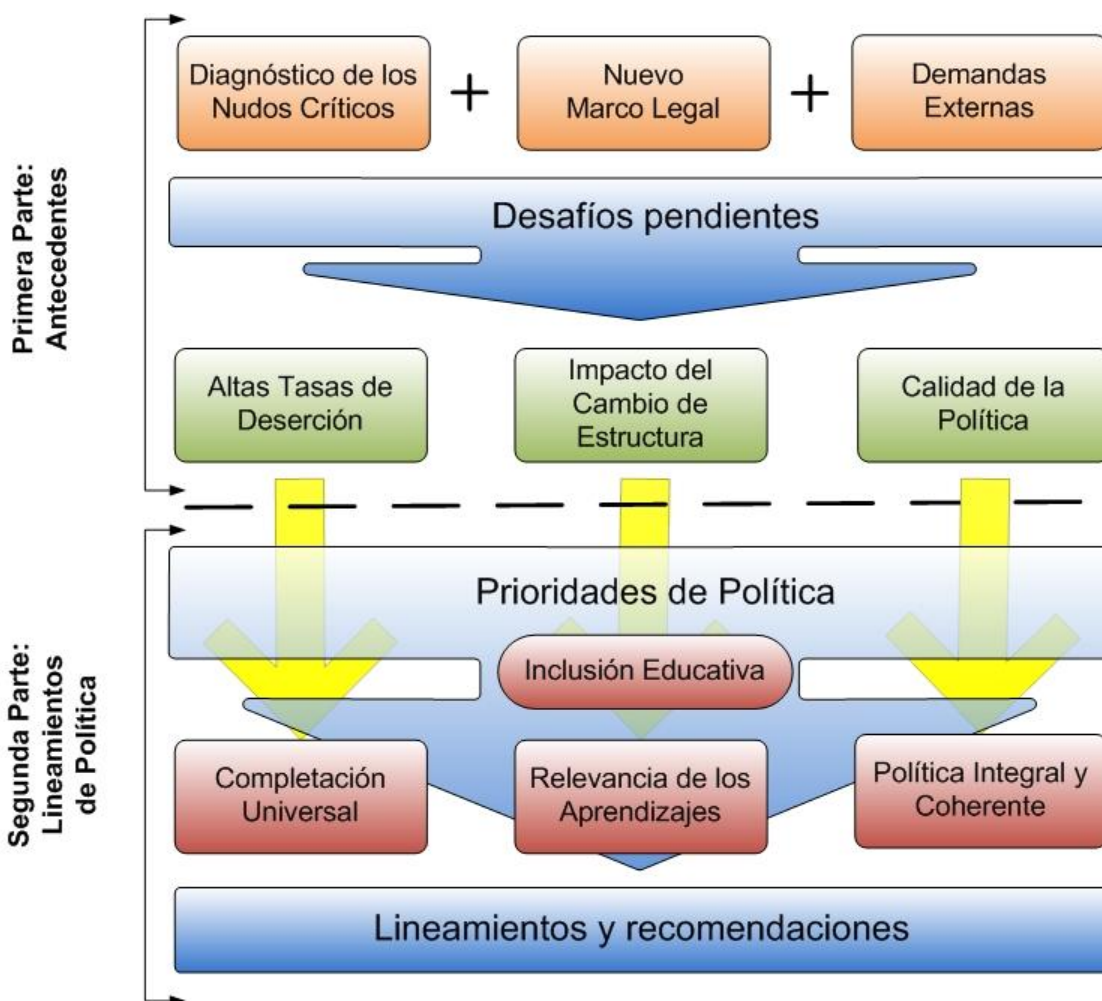 Primera Parte:
Antecedentes
Diagnóstico de los
Nudos Críticos
+
Nuevo
Marco Legal
+
Demandas
Externas
Desafíos pendientes
Altas Tasas de
Deserción
Impacto del
Cambio de
Estructura
Calidad de la
Política
Segunda Parte:
Lineamientos
de Política
Prioridades de Política
Inclusión Educativa
Completación
Universal
Relevancia de los
Aprendizajes
Política Integral y
Coherente
Lineamientos y recomendaciones